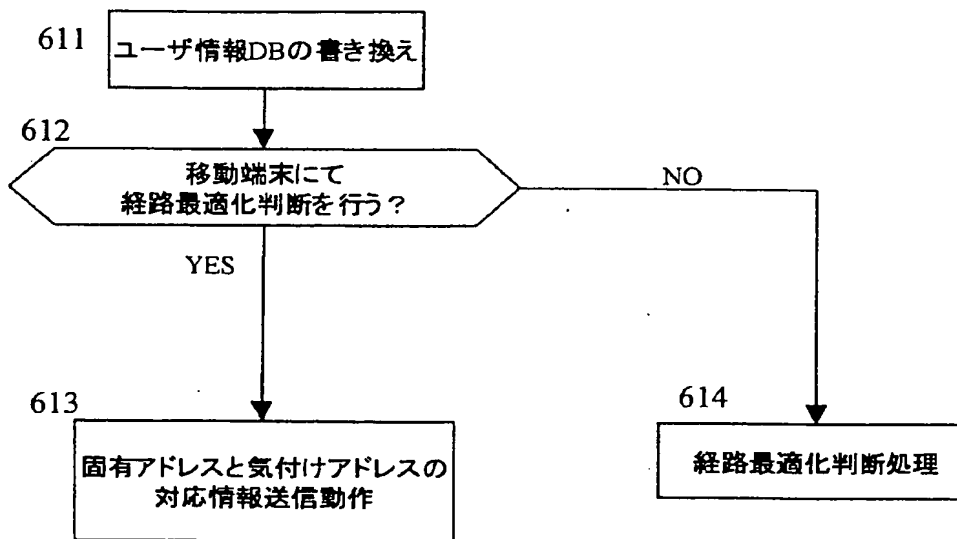 611
ユーザ情報DBの書き換え
612
移動端末にて
経路最適化判断を行う?
NO
YES
613
固有アドレスと気付けアドレスの
対応情報送信動作
614
経路最適化判断処理